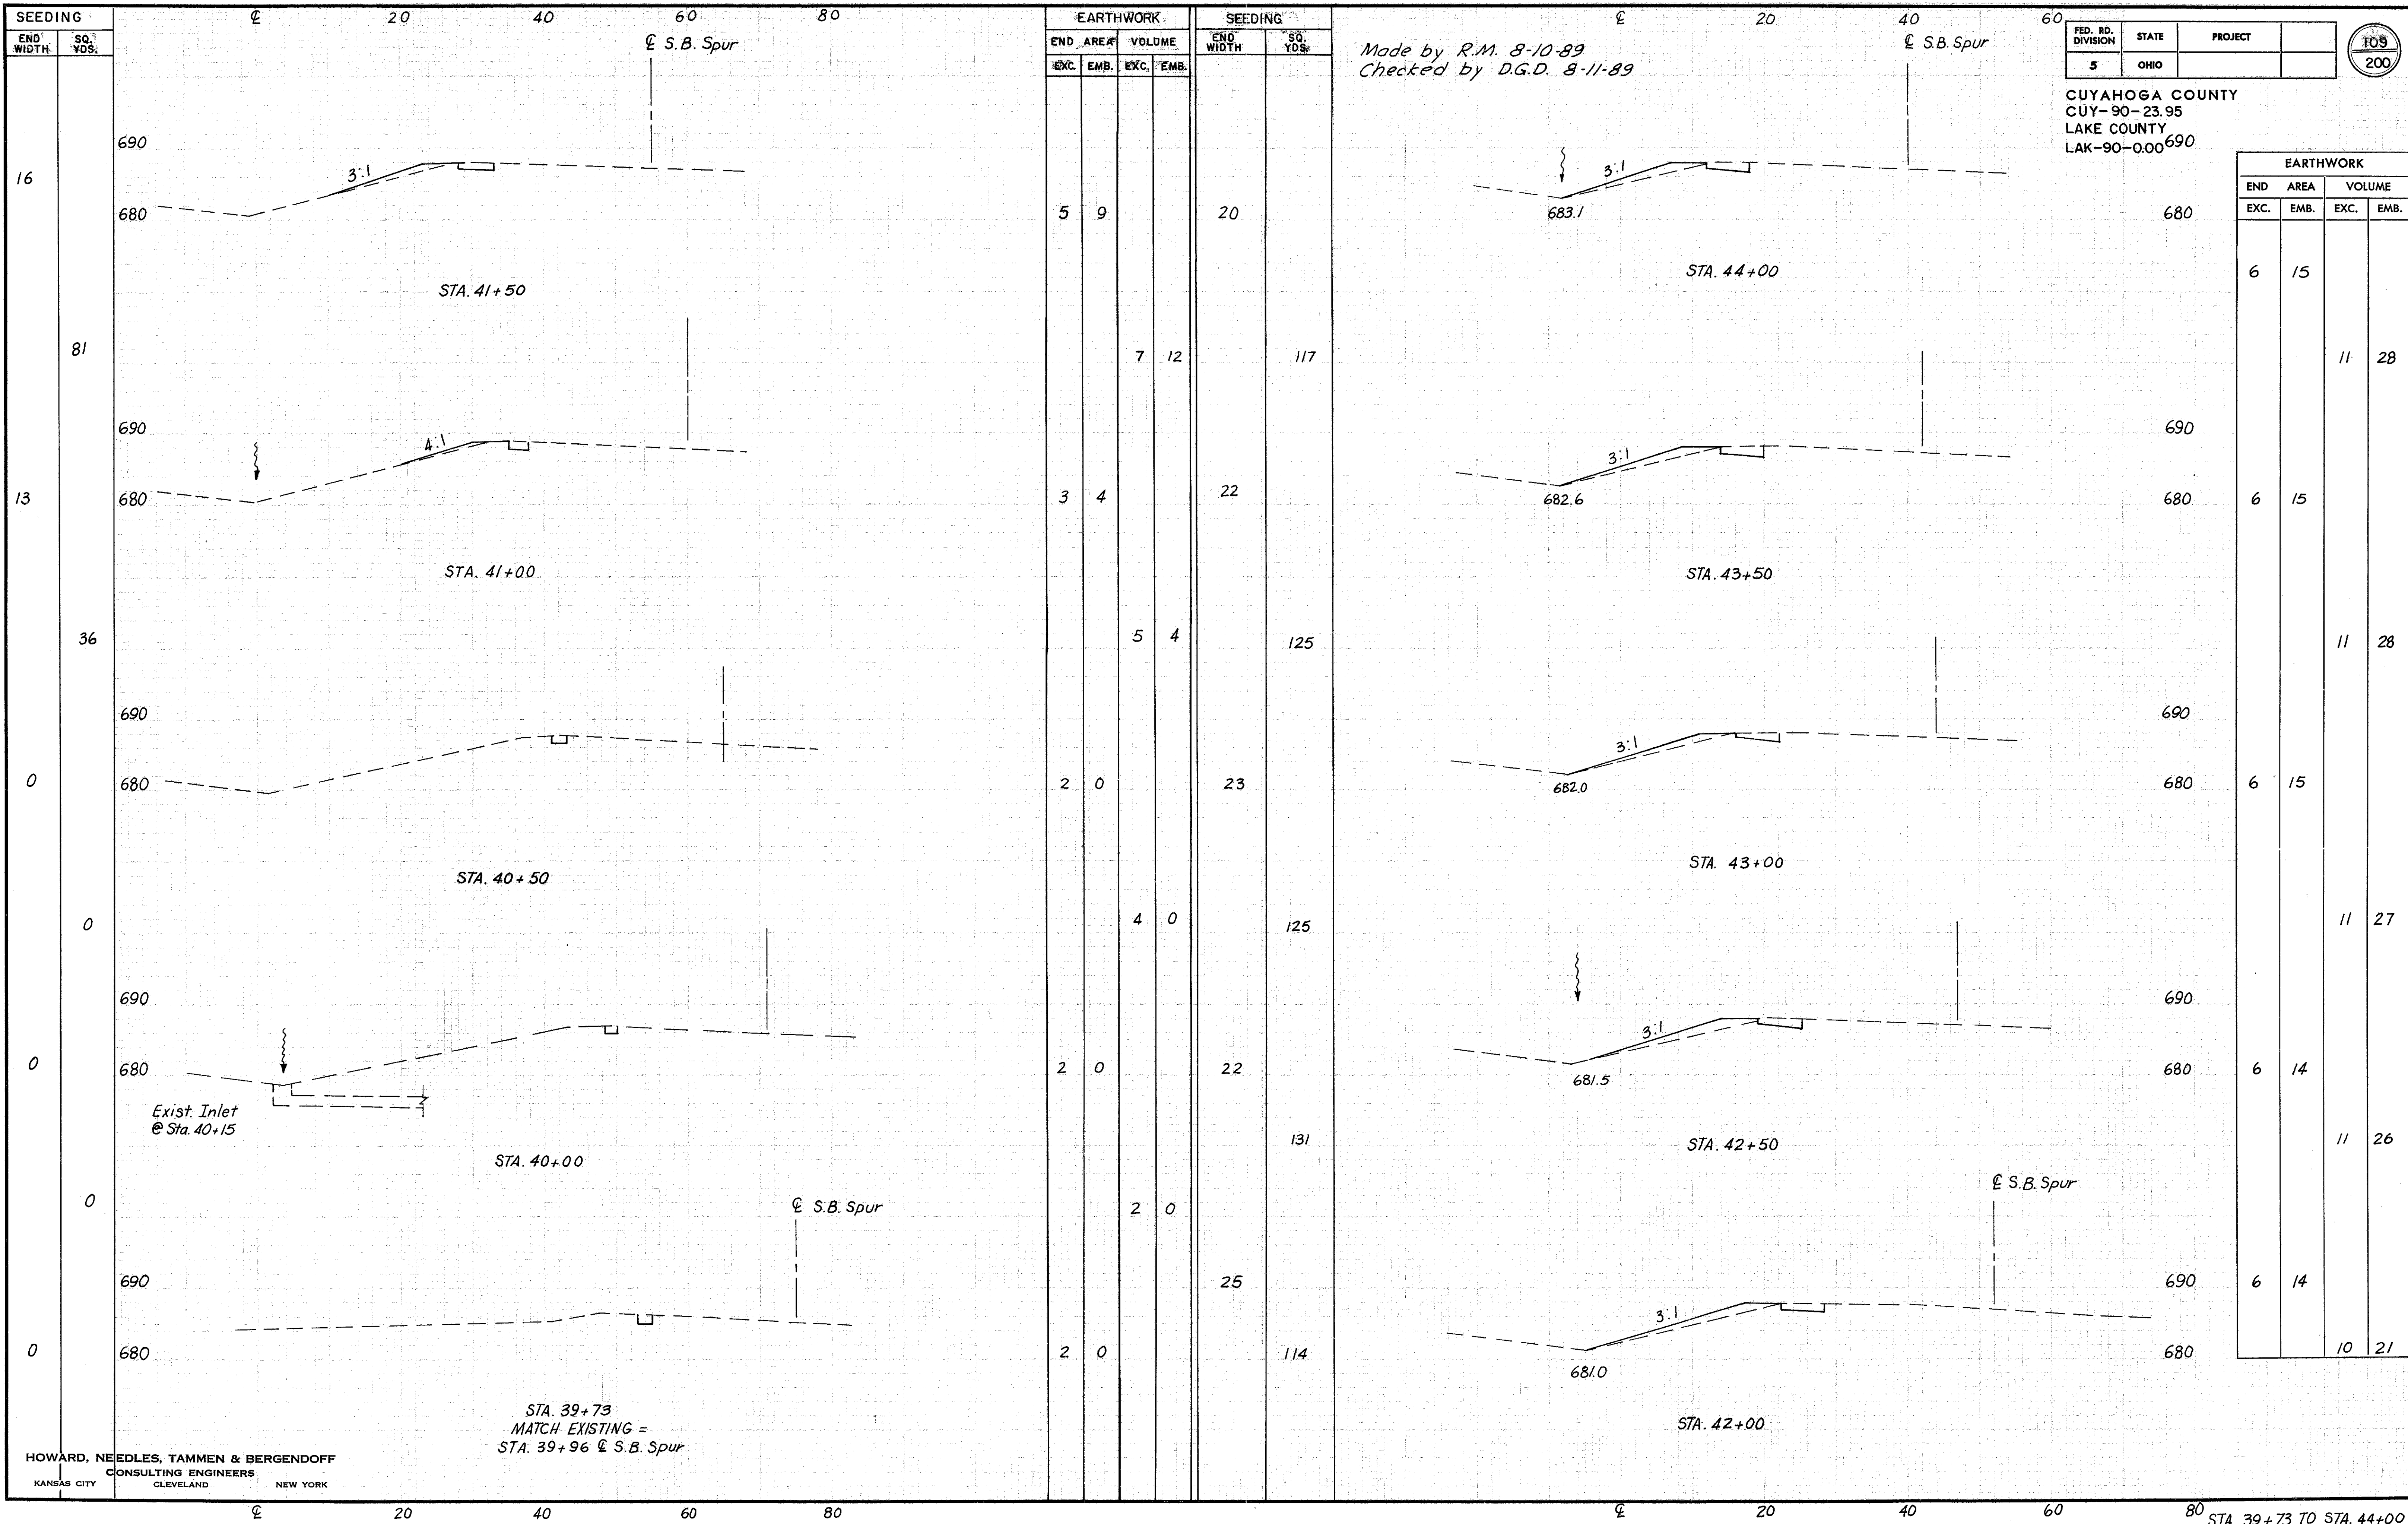 SEEDING
END WIDTH
SQ. YDS.
℄ 20 40 60 80
℄ S.B. Spur
EARTHWORK
END AREA VOLUME
EXC. EMB. EXC. EMB.
SEEDING
END WIDTH
SQ. YDS.
℄ 20 40 60
Made by R.M. 8-10-89
Checked by D.G.D. 8-11-89
℄ S.B. Spur
FED. RD. DIVISION STATE PROJECT
5 OHIO
109
200
CUYAHOGA COUNTY
CUY-90-23.95
LAKE COUNTY
LAK-90-0.00
EARTHWORK
END AREA VOLUME
EXC. EMB. EXC. EMB.
16
690
3:1
680
5 9
STA. 41+50
81
7 12
690
4:1
13
680
3 4
STA. 41+00
36
5 4
690
0
680
2 0
STA. 40+50
0
4 0
690
0
680
2 0
Exist. Inlet
@ Sta. 40+15
STA. 40+00
0
℄ S.B. Spur
2 0
690
0
680
2 0
STA. 39+73
MATCH EXISTING =
STA. 39+96 ℄ S.B. Spur
HOWARD, NEEDLES, TAMMEN & BERGENDOFF
CONSULTING ENGINEERS
KANSAS CITY CLEVELAND NEW YORK
℄ 20 40 60 80
690
3:1
20
683.1
680
STA. 44+00
6 15
117
11 28
690
3:1
22
682.6
680
6 15
STA. 43+50
125
11 28
690
3:1
23
682.0
680
6 15
STA. 43+00
125
11 27
690
3:1
22
681.5
680
6 14
131
STA. 42+50
11 26
℄ S.B. Spur
25
690
6 14
3:1
114
681.0
680
10 21
STA. 42+00
℄ 20 40 60 80
STA. 39+73 TO STA. 44+00